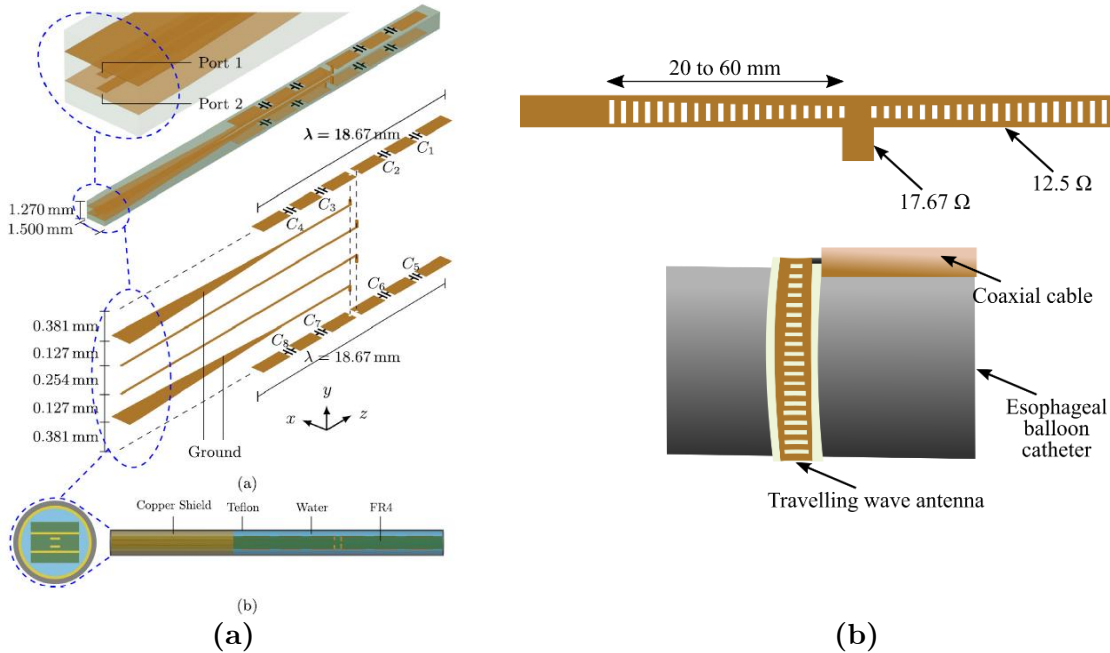 Port 1
Port 2
λ = 18.67 mm
C₁
C₂
C₃
C₄
1.270 mm
1.500 mm
C₅
C₆
C₇
C₈
λ = 18.67 mm
0.381 mm
0.127 mm
0.254 mm
0.127 mm
0.381 mm
x
y
z
Ground
(a)
Copper Shield
Teflon
Water
FR4
(b)
(a)
20 to 60 mm
17.67 Ω
12.5 Ω
Coaxial cable
Esophageal
balloon
catheter
Travelling wave antenna
(b)